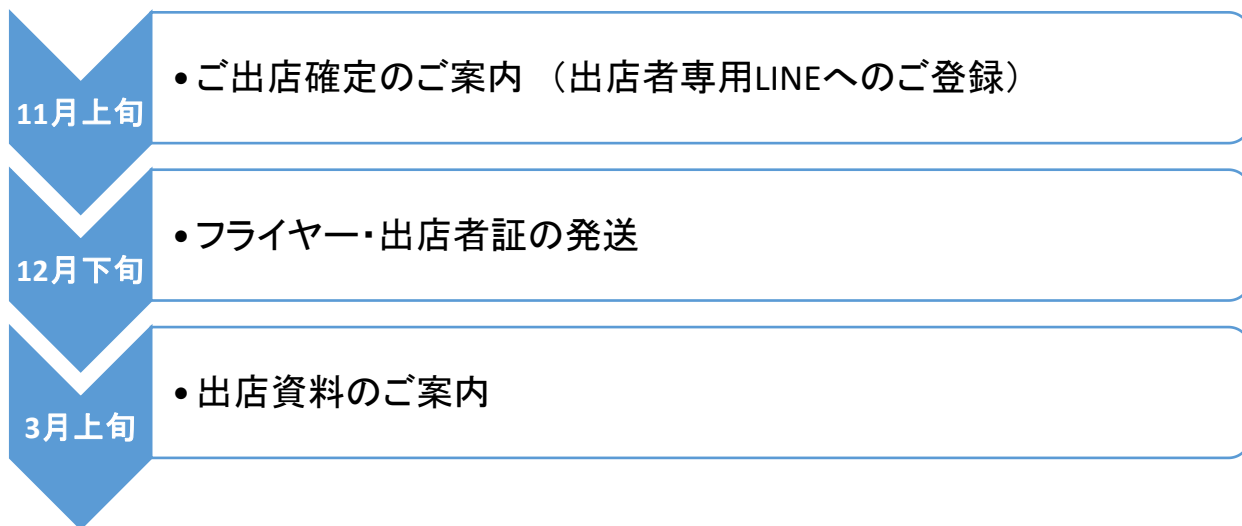 11月上旬
•ご出店確定のご案内　（出店者専用LINEへのご登録）
12月下旬
•フライヤー・出店者証の発送
3月上旬
•出店資料のご案内